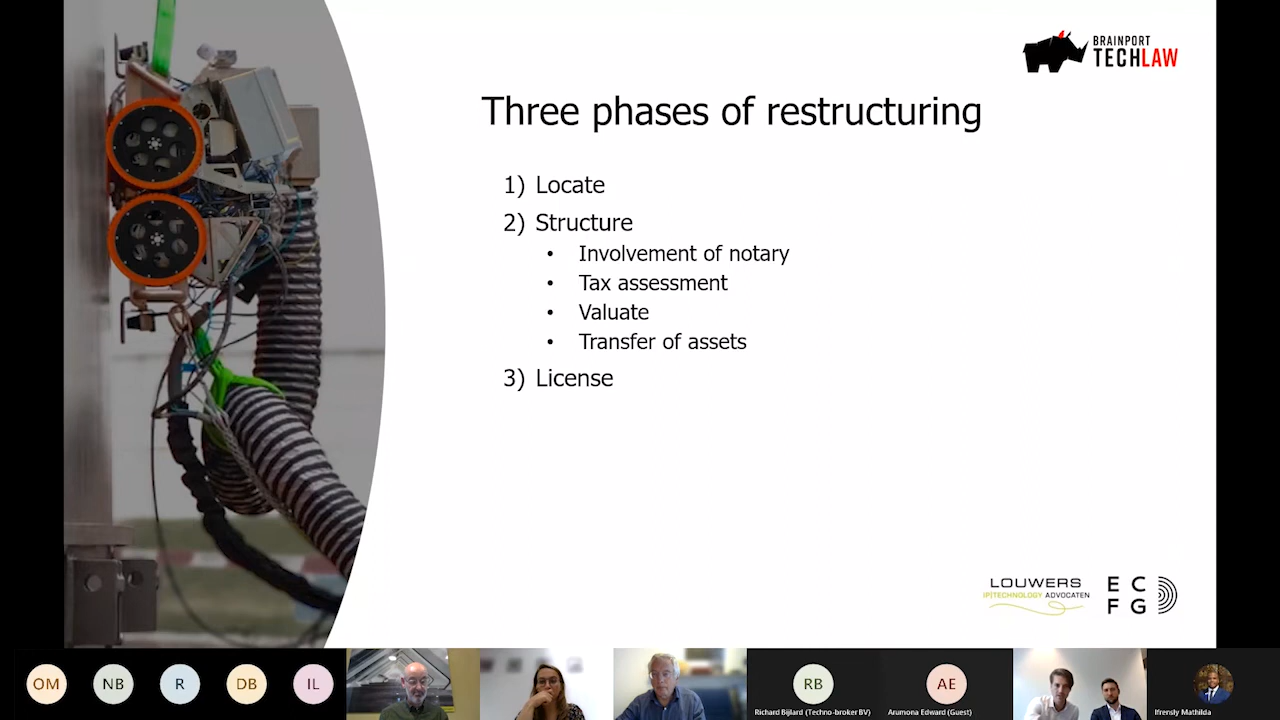 BRAINPORT
TECHLAW
Three phases of restructuring
1) Locate
2) Structure
• Involvement of notary
• Tax assessment
• Valuate
• Transfer of assets
3) License
LOUWERS
IP|TECHNOLOGY ADVOCATEN
E C
F G
OM
NB
R
DB
IL
RB
Richard Bijlard (Techno-broker BV)
AE
Arumona Edward (Guest)
Ifrensly Mathilda